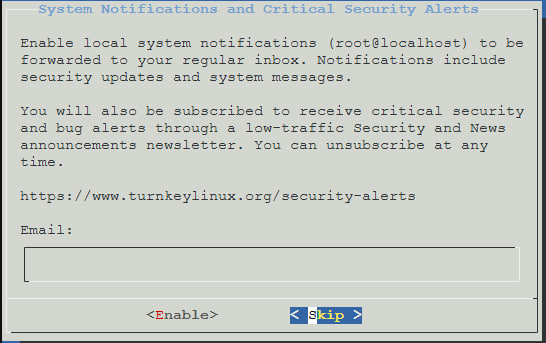 System Notifications and Critical Security Alerts
Enable local system notifications (root@localhost) to be
forwarded to your regular inbox. Notifications include
security updates and system messages.
You will also be subscribed to receive critical security
and bug alerts through a low-traffic Security and News
announcements newsletter. You can unsubscribe at any
time.
https://www.turnkeylinux.org/security-alerts
Email:
<Enable> < Skip >